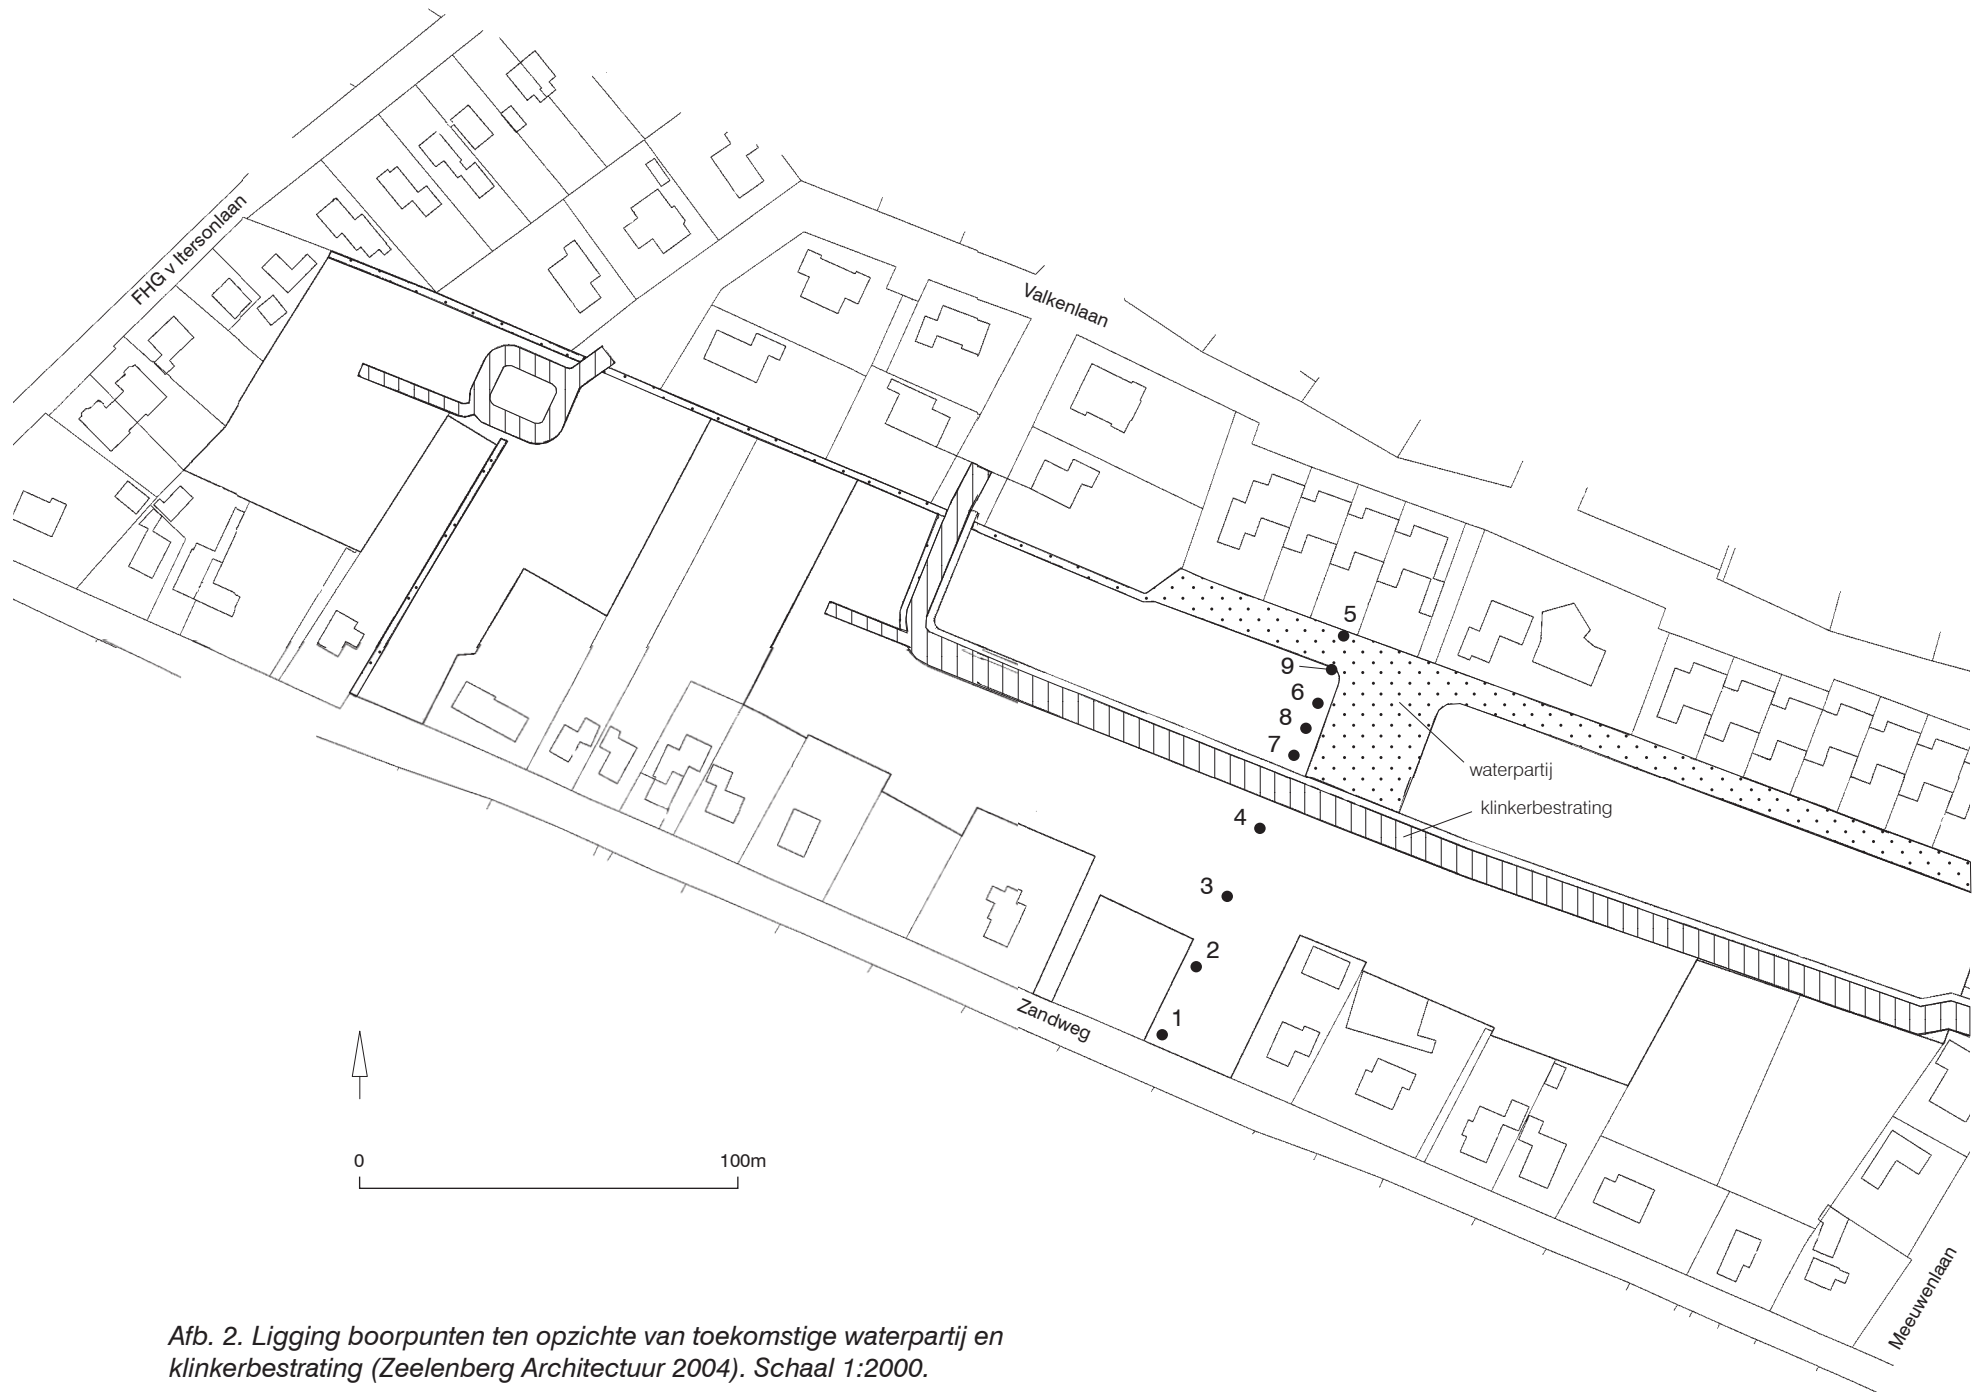 FHG v Itersonlaan
Valkenlaan
5
9
6
8
7
waterpartij
klinkerbestrating
4
3
2
1
Zandweg
0 100m
Meeuwenlaan
Afb. 2. Ligging boorpunten ten opzichte van toekomstige waterpartij en
klinkerbestrating (Zeelenberg Architectuur 2004). Schaal 1:2000.